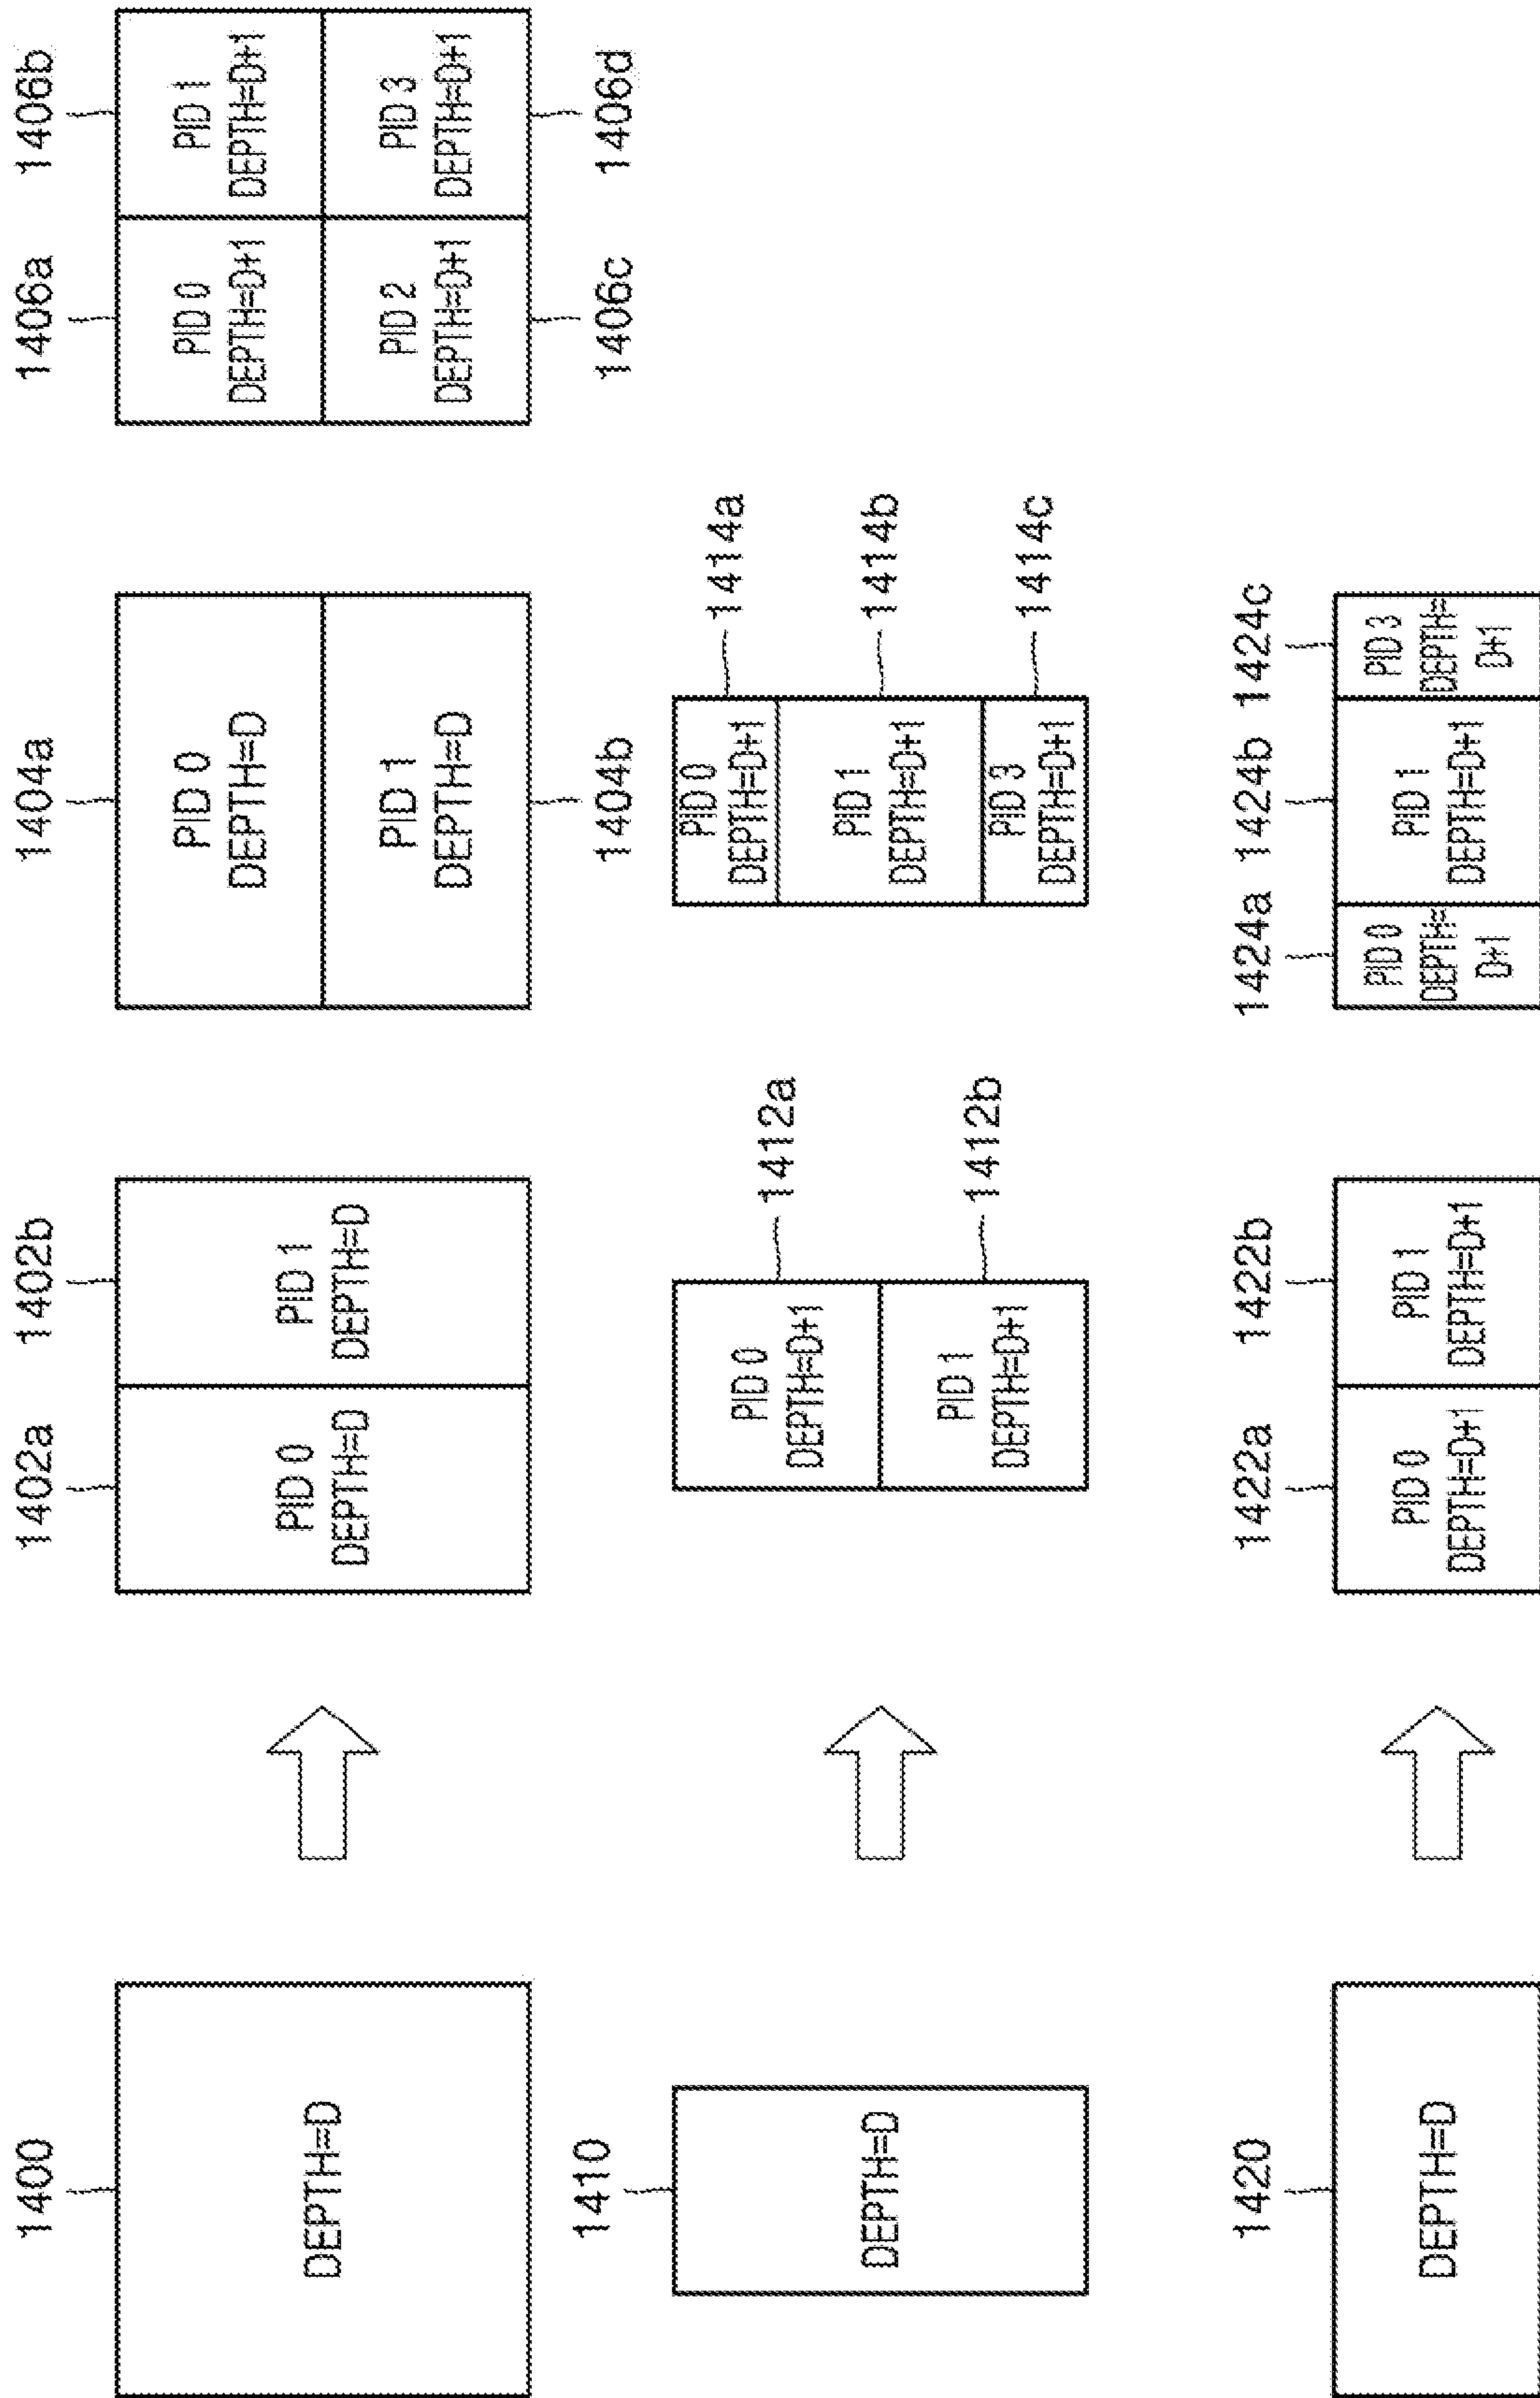 1400
DEPTH=D
1402a
1402b
PID 0
DEPTH=D
PID 1
DEPTH=D
1404a
PID 0
DEPTH=D
PID 1
DEPTH=D
1404b
1406a
1406b
PID 0
DEPTH=D+1
PID 1
DEPTH=D+1
PID 2
DEPTH=D+1
PID 3
DEPTH=D+1
1406c
1406d
1410
DEPTH=D
PID 0
DEPTH=D+1
1412a
PID 1
DEPTH=D+1
1412b
PID 0
DEPTH=D+1
1414a
PID 1
DEPTH=D+1
1414b
PID 3
DEPTH=D+1
1414c
1420
DEPTH=D
1422a
1422b
PID 0
DEPTH=D+1
PID 1
DEPTH=D+1
1424a
1424b
1424c
PID 0
DEPTH=
D+1
PID 1
DEPTH=D+1
PID 3
DEPTH=
D+1